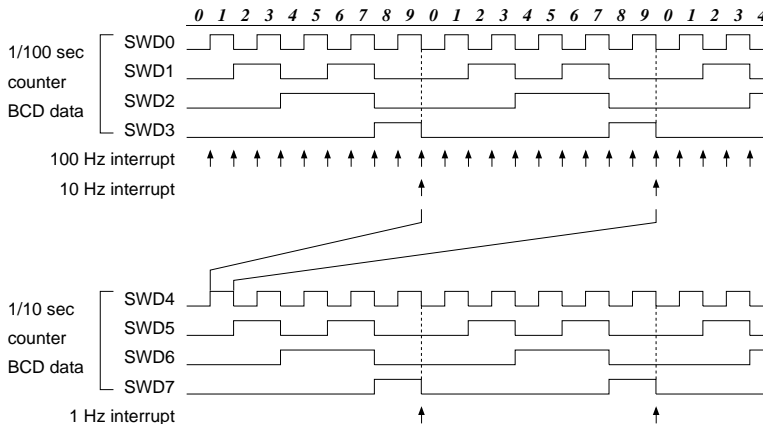 0 1 2 3 4 5 6 7 8 9 0 1 2 3 4 5 6 7 8 9 0 1 2 3 4
1/100 sec
counter
BCD data
SWD0
SWD1
SWD2
SWD3
100 Hz interrupt
10 Hz interrupt
1/10 sec
counter
BCD data
SWD4
SWD5
SWD6
SWD7
1 Hz interrupt